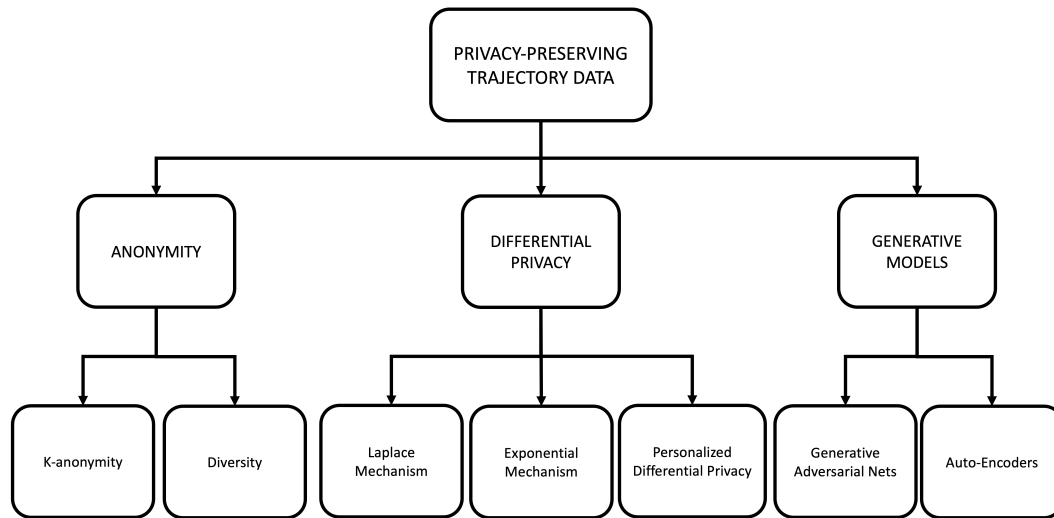 PRIVACY-PRESERVING
TRAJECTORY DATA
ANONYMITY
DIFFERENTIAL
PRIVACY
GENERATIVE
MODELS
K-anonymity
Diversity
Laplace
Mechanism
Exponential
Mechanism
Personalized
Differential Privacy
Generative
Adversarial Nets
Auto-Encoders